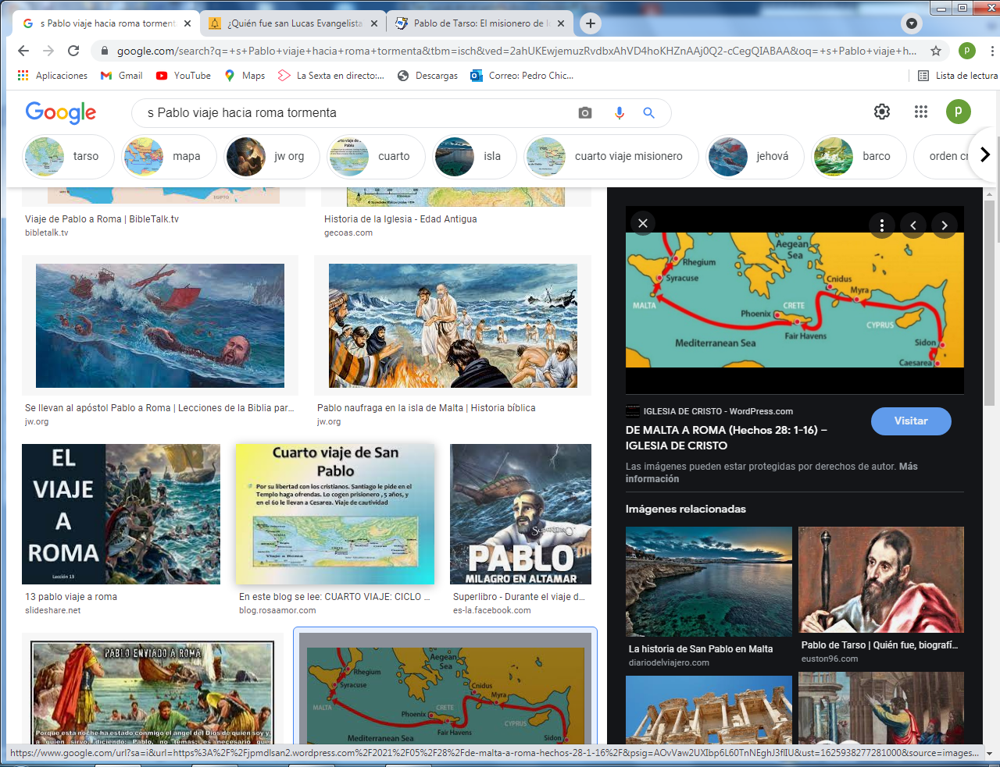 s Pablo viaje hacia roma torment
¿Quién fue san Lucas Evangelista
Pablo de Tarso: El misionero de l
google.com/search?q=+s+Pablo+viaje+hacia+roma+tormenta&tbm=isch&ved=2ahUKEwjemuzRvdbxAhVD4hoKHZnAAj0Q2-cCegQIABAA&oq=+s+Pablo+viaje+h...
p
Aplicaciones
Gmail
YouTube
Maps
La Sexta en directo:...
Descargas
Correo: Pedro Chic...
Lista de lectura
Google
s Pablo viaje hacia roma tormenta
p
tarso
mapa
jw org
cuarto
isla
cuarto viaje misionero
jehová
barco
orden cr
EGIPTO
Viaje de Pablo a Roma | BibleTalk.tv
bibletalk.tv
Historia de la Iglesia - Edad Antigua
gecoas.com
Se llevan al apóstol Pablo a Roma | Lecciones de la Biblia par...
jw.org
Pablo naufraga en la isla de Malta | Historia bíblica
jw.org
EL
VIAJE
A
ROMA
Lección 13
13 pablo viaje a roma
slideshare.net
Cuarto viaje de San
Pablo
Por su libertad con los cristianos. Santiago le pide en el
Templo haga ofrendas. Lo cogen prisionero , 5 años, y
en el 60 le llevan a Cesarea. Viaje de cautividad
Viaje a Roma
En este blog se lee: CUARTO VIAJE: CICLO ...
blog.rosaamor.com
SUPERLIBRO
PABLO
MILAGRO EN ALTAMAR
Superlibro - Durante el viaje d...
es-la.facebook.com
PABLO ENVIADO A ROMA
Porque esta noche ha estado conmigo el angel del Dios de quien soy y
a quien sirvo, diciendo: Pablo, no temas; es necesario que
Rhegium
Syracuse
MALTA
Aegean
Sea
Cnidus
Myra
Phoenix
CRETE
Fair Havens
CYPRUS
Mediterranean Sea
Sidon
Aegean
Sea
Rhegium
Syracuse
MALTA
Cnidus
Myra
Phoenix
CRETE
Fair Havens
CYPRUS
Mediterranean Sea
Sidon
Caesarea
IGLESIA DE CRISTO - WordPress.com
DE MALTA A ROMA (Hechos 28: 1-16) –
IGLESIA DE CRISTO
Visitar
Las imágenes pueden estar protegidas por derechos de autor. Más
información
Imágenes relacionadas
La historia de San Pablo en Malta
diariodelviajero.com
Pablo de Tarso | Quién fue, biografí...
euston96.com
https://www.google.com/url?sa=i&url=https%3A%2F%2Fjpmdlsan2.wordpress.com%2F2021%2F05%2F28%2Fde-malta-a-roma-hechos-28-1-16%2F&psig=AOvVaw2UXIbp6L60TnNEghJ3flIU&ust=1625938277281000&source=images...